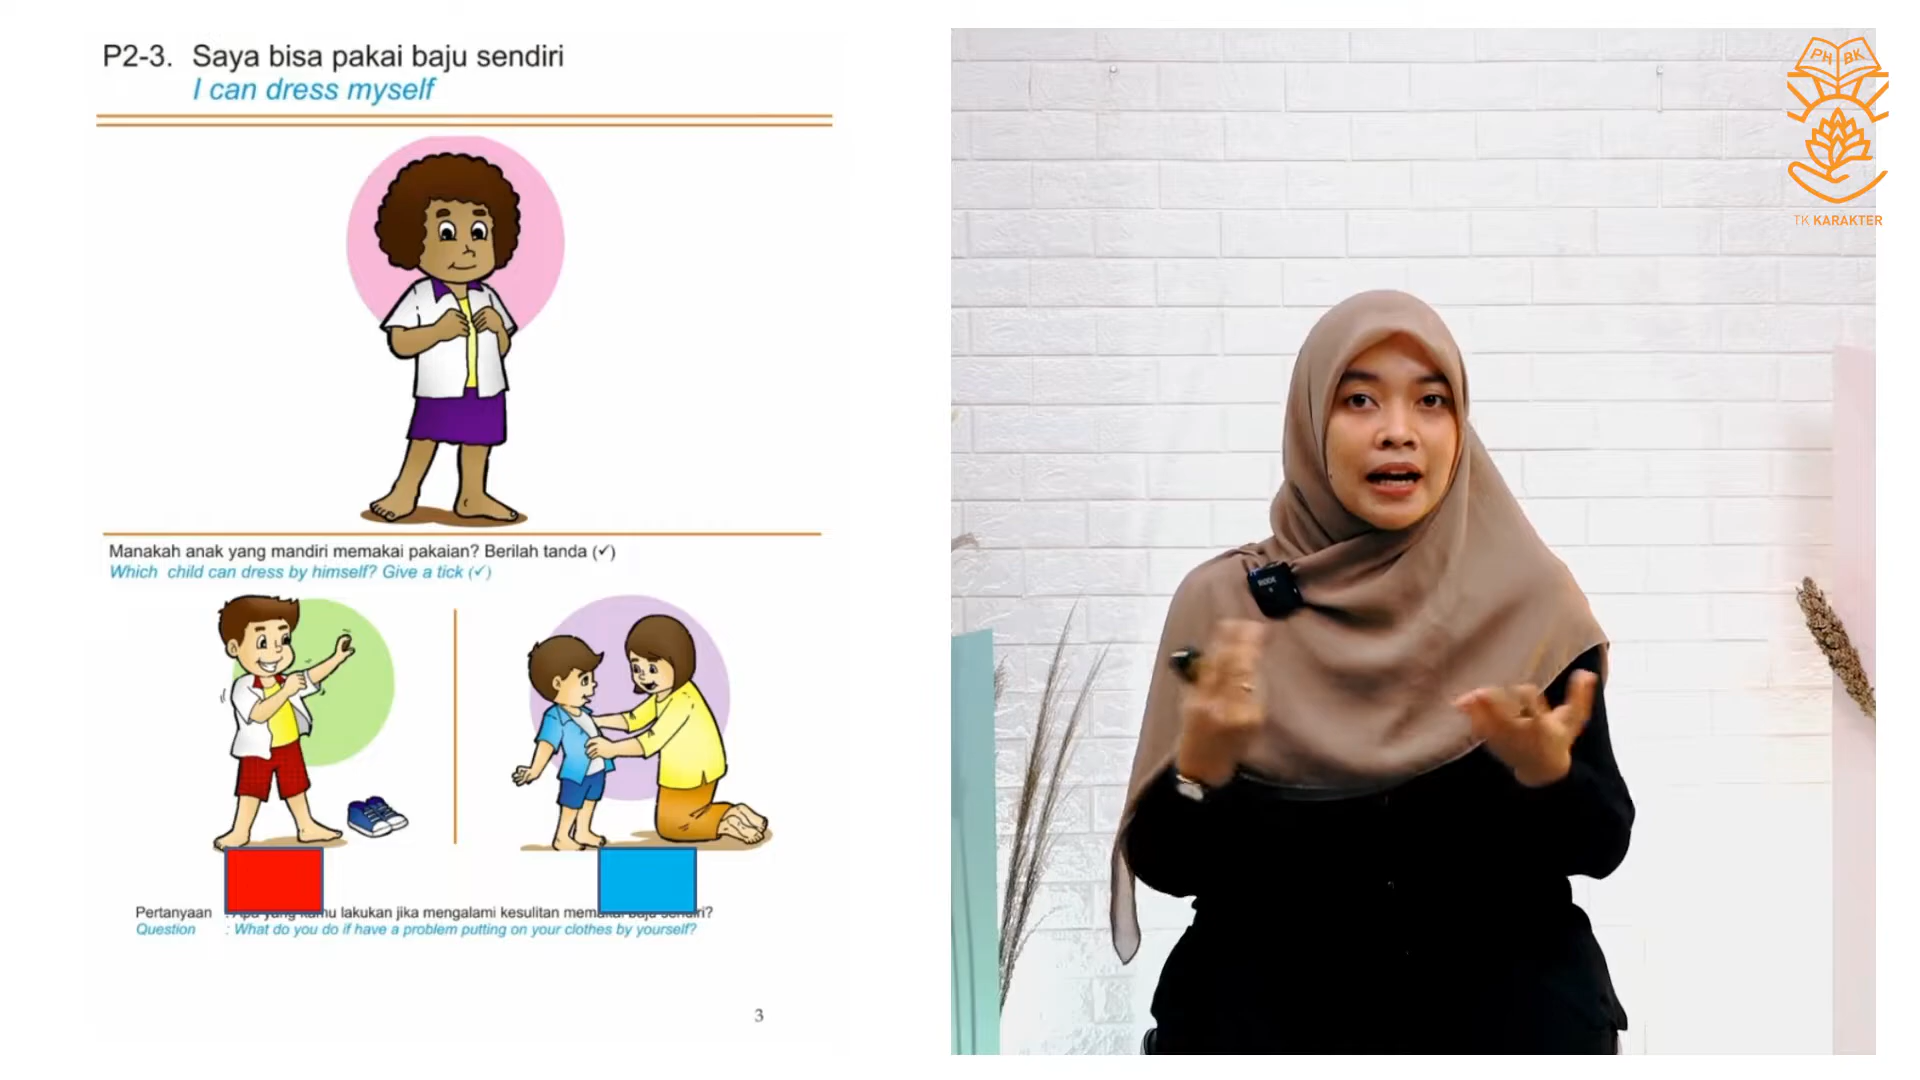 P2-3. Saya bisa pakai baju sendiri
I can dress myself
Manakah anak yang mandiri memakai pakaian? Berilah tanda (✓)
Which child can dress by himself? Give a tick (✓)
Pertanyaan : lakukan jika mengalami kesulitan
Question : What do you do if have a problem putting on your clothes by yourself?
3
PH BK
TK KARAKTER
RODE